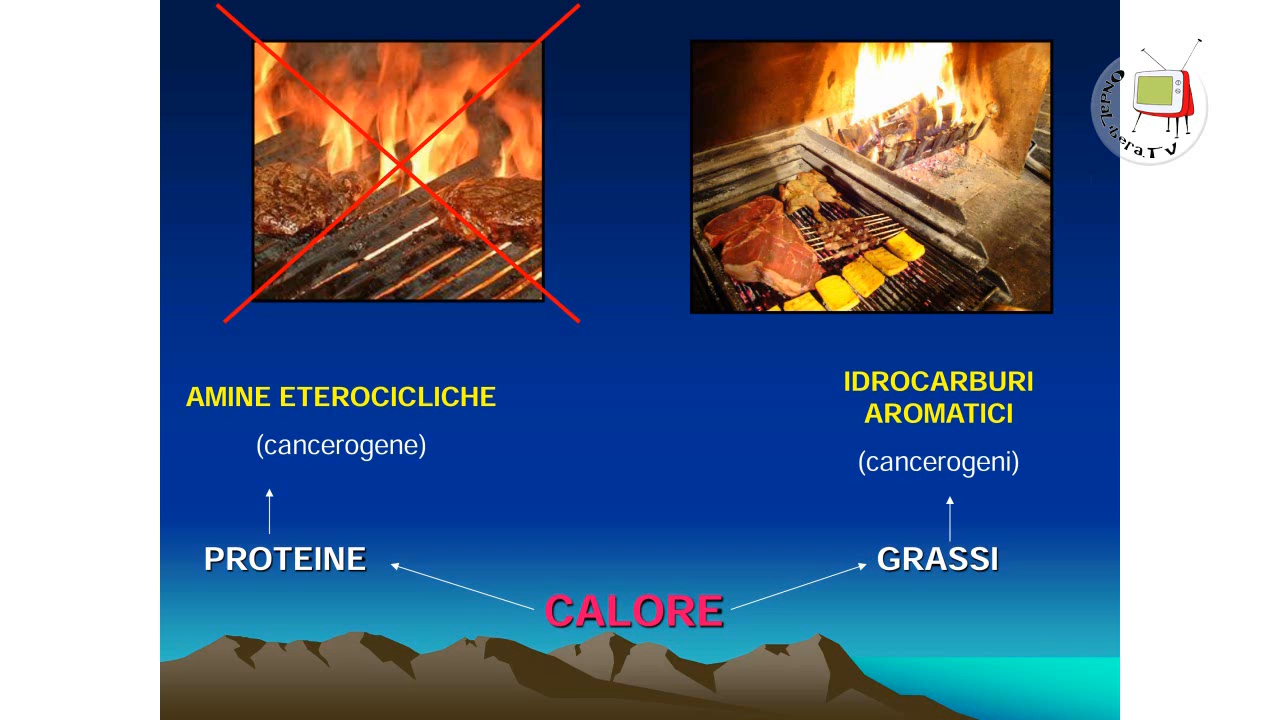 OndaLiberaTV
AMINE ETEROCICLICHE
(cancerogene)
IDROCARBURI
AROMATICI
(cancerogeni)
PROTEINE
GRASSI
CALORE